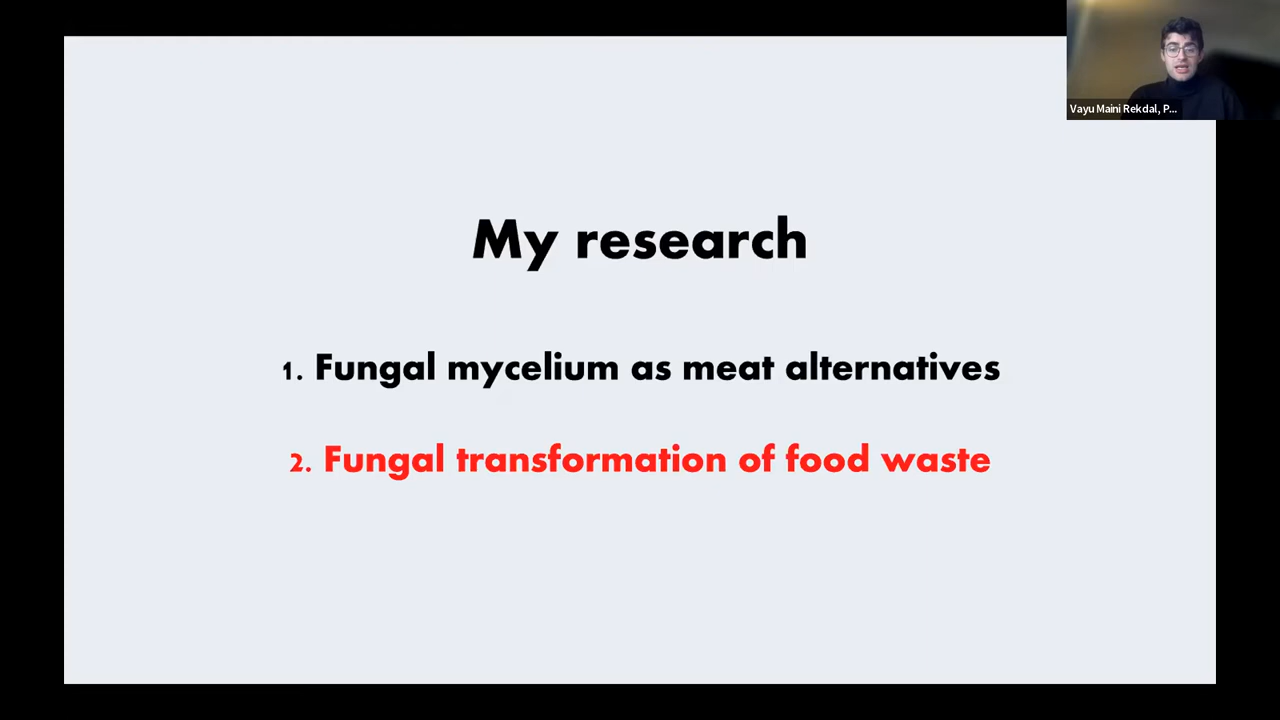 Vayu Maini Rekdal, P...
My research
1. Fungal mycelium as meat alternatives
2. Fungal transformation of food waste